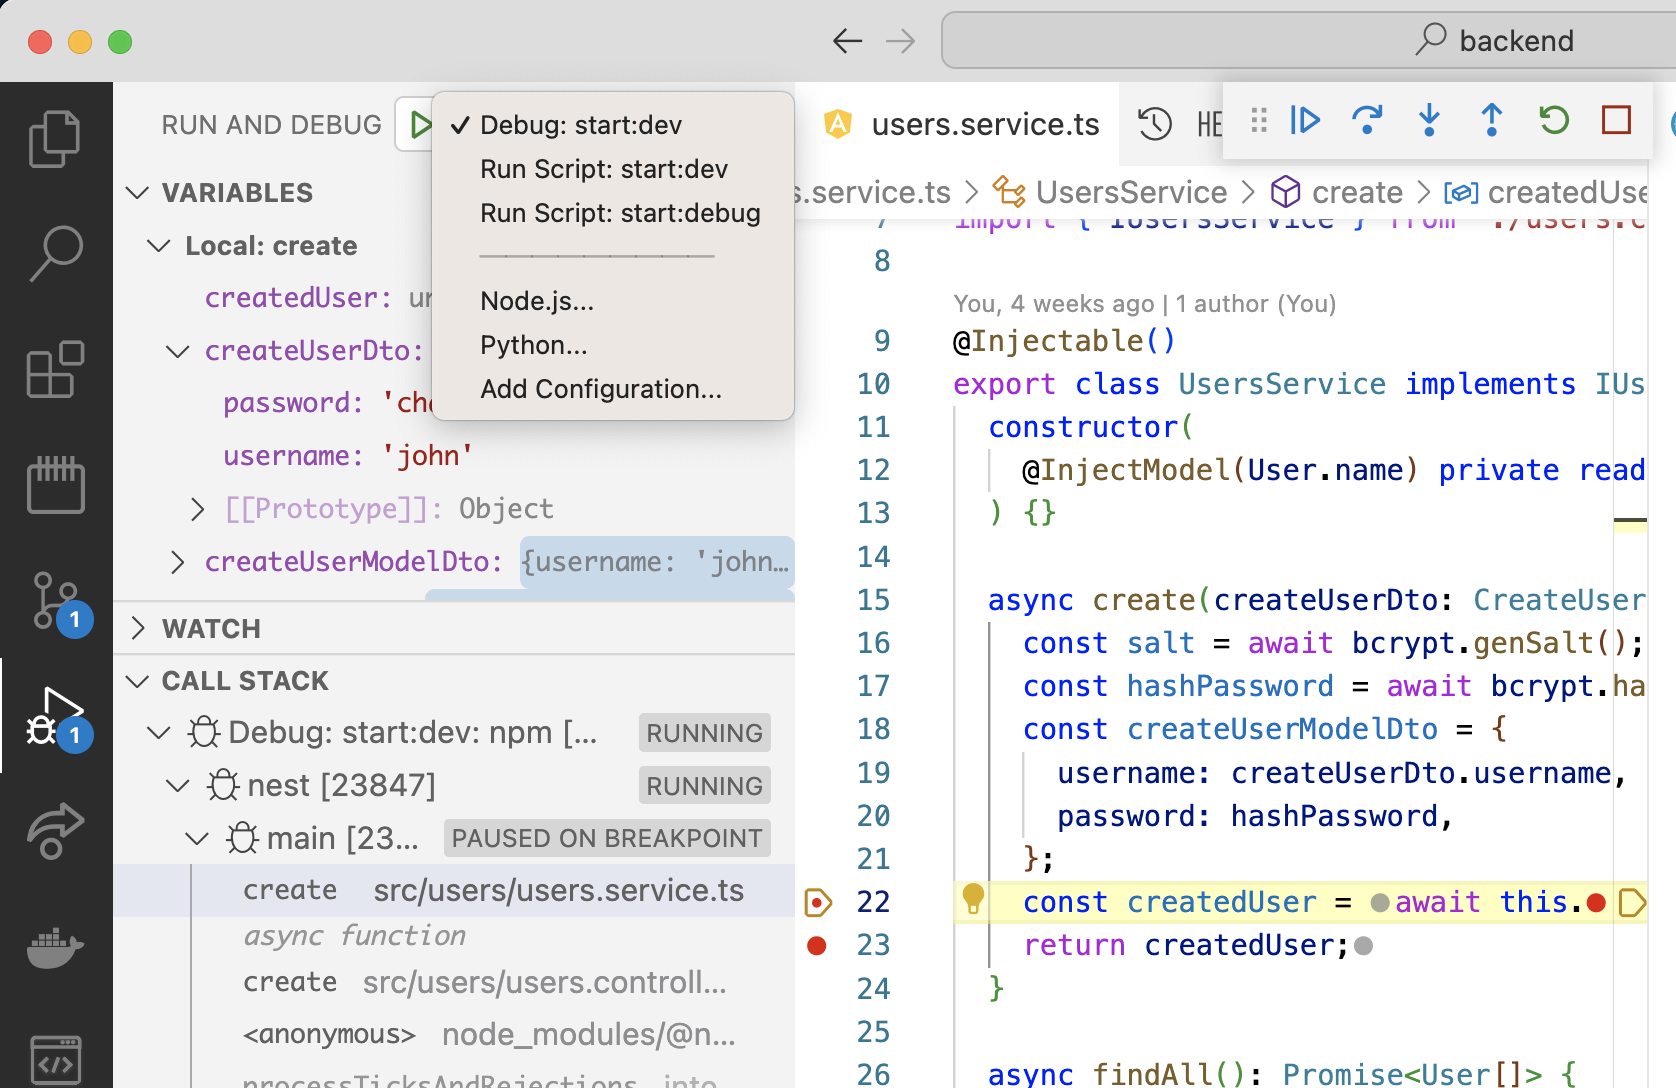 backend
RUN AND DEBUG
✓ Debug: start:dev
Run Script: start:dev
Run Script: start:debug
Node.js...
Python...
Add Configuration...
VARIABLES
Local: create
createdUser:
createUserDto:
password:
username: 'john'
[[Prototype]]: Object
createUserModelDto: {username: 'john…
WATCH
CALL STACK
Debug: start:dev: npm [... RUNNING
nest [23847] RUNNING
main [23... PAUSED ON BREAKPOINT
create src/users/users.service.ts
async function
create src/users/users.controll...
<anonymous> node_modules/@n...
processTicksAndRejections
1
1
users.service.ts
.service.ts > UsersService > create > createdUse
7 import { IUsersService } from './users.
8
You, 4 weeks ago | 1 author (You)
9 @Injectable()
10 export class UsersService implements IUs
11 constructor(
12 @InjectModel(User.name) private read
13 ) {}
14
15 async create(createUserDto: CreateUser
16 const salt = await bcrypt.genSalt();
17 const hashPassword = await bcrypt.ha
18 const createUserModelDto = {
19 username: createUserDto.username,
20 password: hashPassword,
21 };
22 const createdUser = await this.
23 return createdUser;
24 }
25
26 async findAll(): Promise<User[]> {